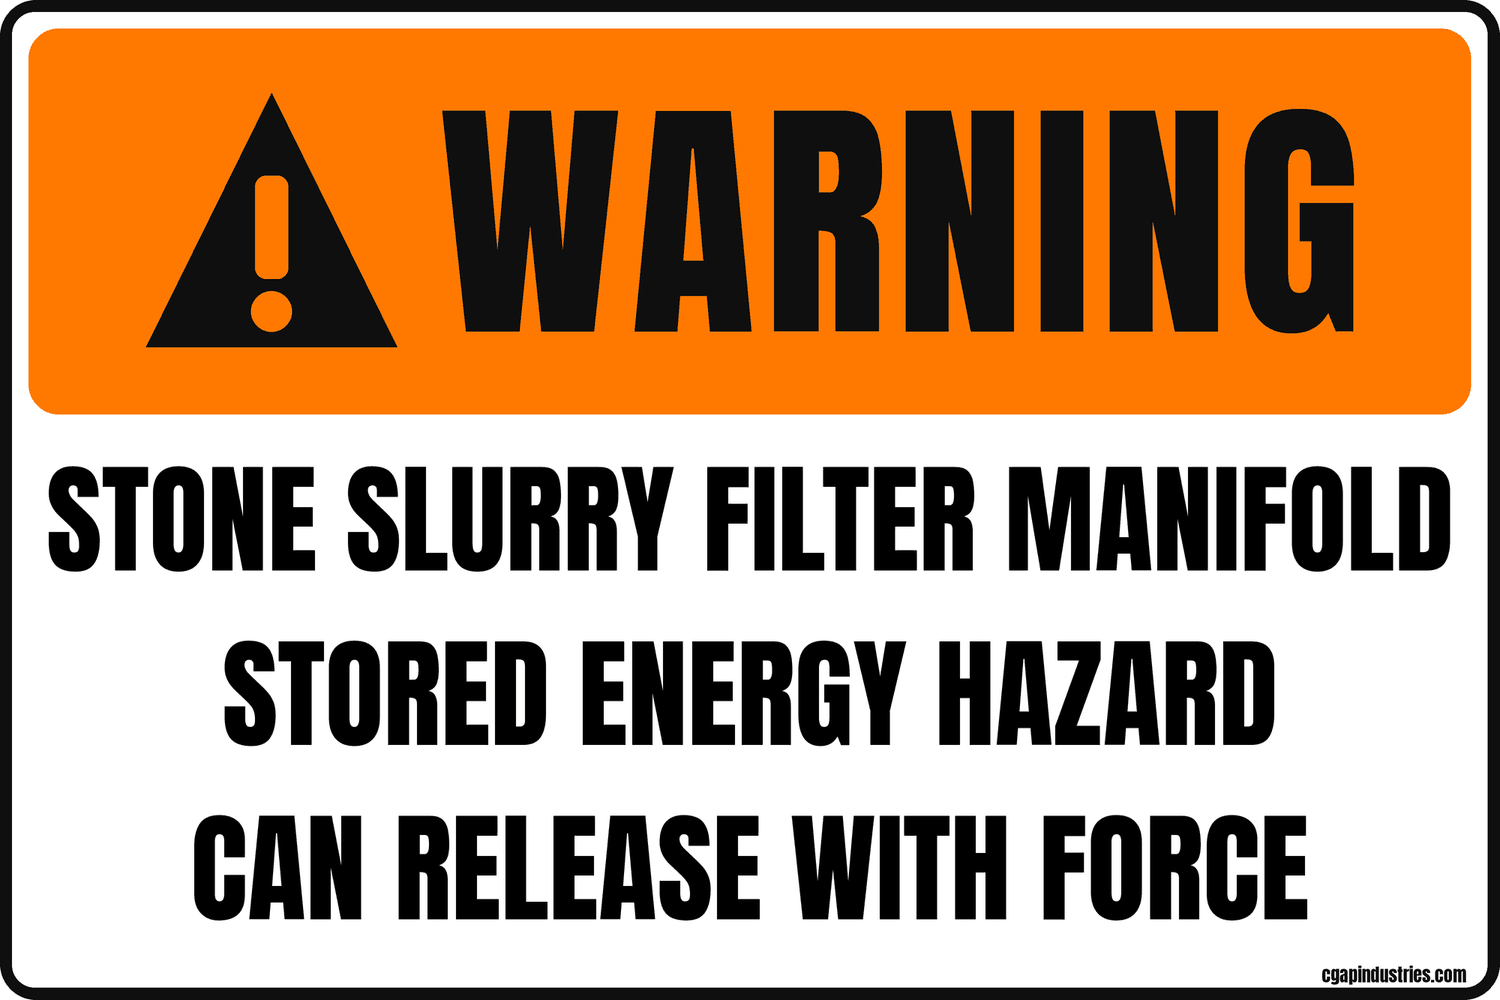 WARNING
STONE SLURRY FILTER MANIFOLD
STORED ENERGY HAZARD
CAN RELEASE WITH FORCE
cgapindustries.com